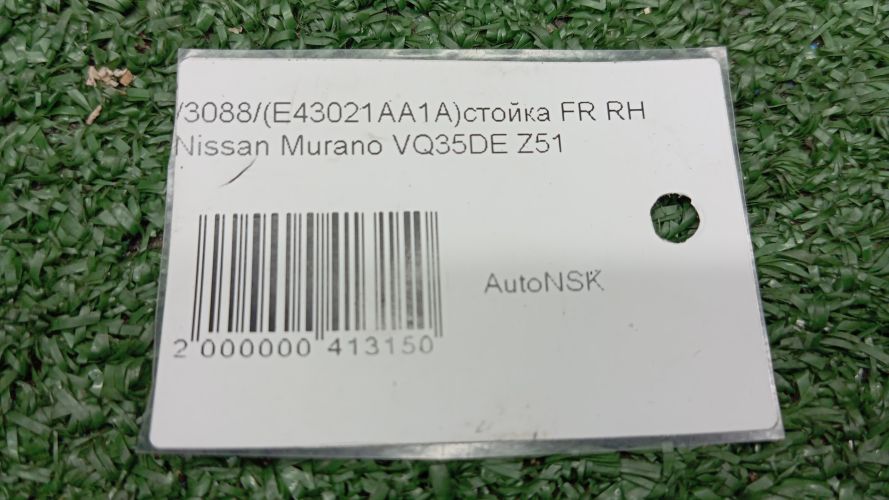 /3088/(E43021AA1A)стойка FR RH
Nissan Murano VQ35DE Z51
AutoNSK
2 000000 413150